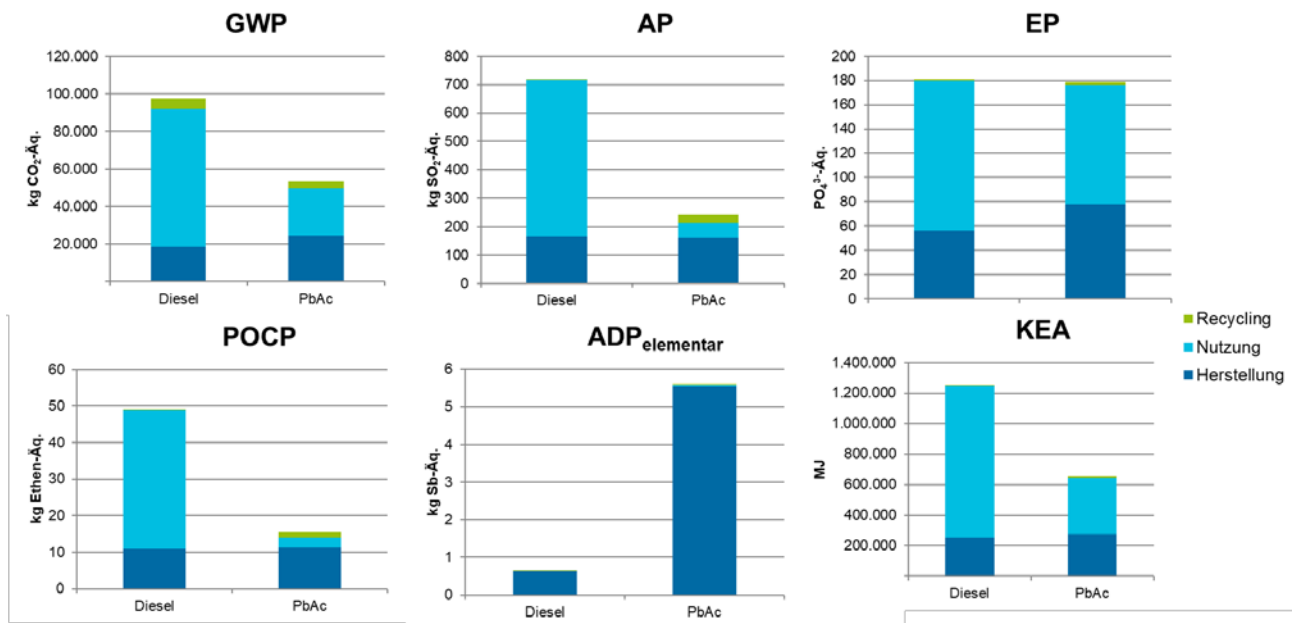 GWP
120.000
100.000
80.000
60.000
40.000
20.000
kg CO₂-Äq.
Diesel
PbAc
AP
800
700
600
500
400
300
200
100
0
kg SO₂-Äq.
Diesel
PbAc
EP
200
180
160
140
120
100
80
60
40
20
0
PO₄³⁻-Äq.
POCP
60
50
40
30
20
10
0
kg Ethen-Äq.
Diesel
PbAc
ADPelementar
6
5
4
3
2
1
0
kg Sb-Äq.
Diesel
PbAc
KEA
1.400.000
1.200.000
1.000.000
800.000
600.000
400.000
200.000
MJ
Diesel
PbAc
Recycling
Nutzung
Herstellung